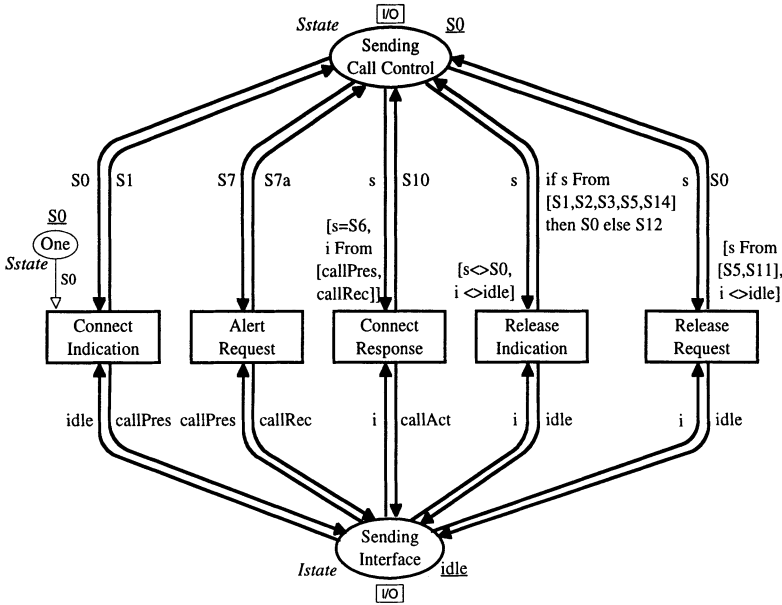 I/O
Sstate
S0
Sending
Call Control
S0
S1
S7
S7a
s
S10
s
if s From
[S1,S2,S3,S5,S14]
then S0 else S12
s
S0
S0
One
Sstate
S0
[s=S6,
i From
[callPres,
callRec]]
[s<>S0,
i <>idle]
[s From
[S5,S11],
i <>idle]
Connect
Indication
Alert
Request
Connect
Response
Release
Indication
Release
Request
idle
callPres
callPres
callRec
i
callAct
i
idle
i
idle
Sending
Interface
Istate
idle
I/O